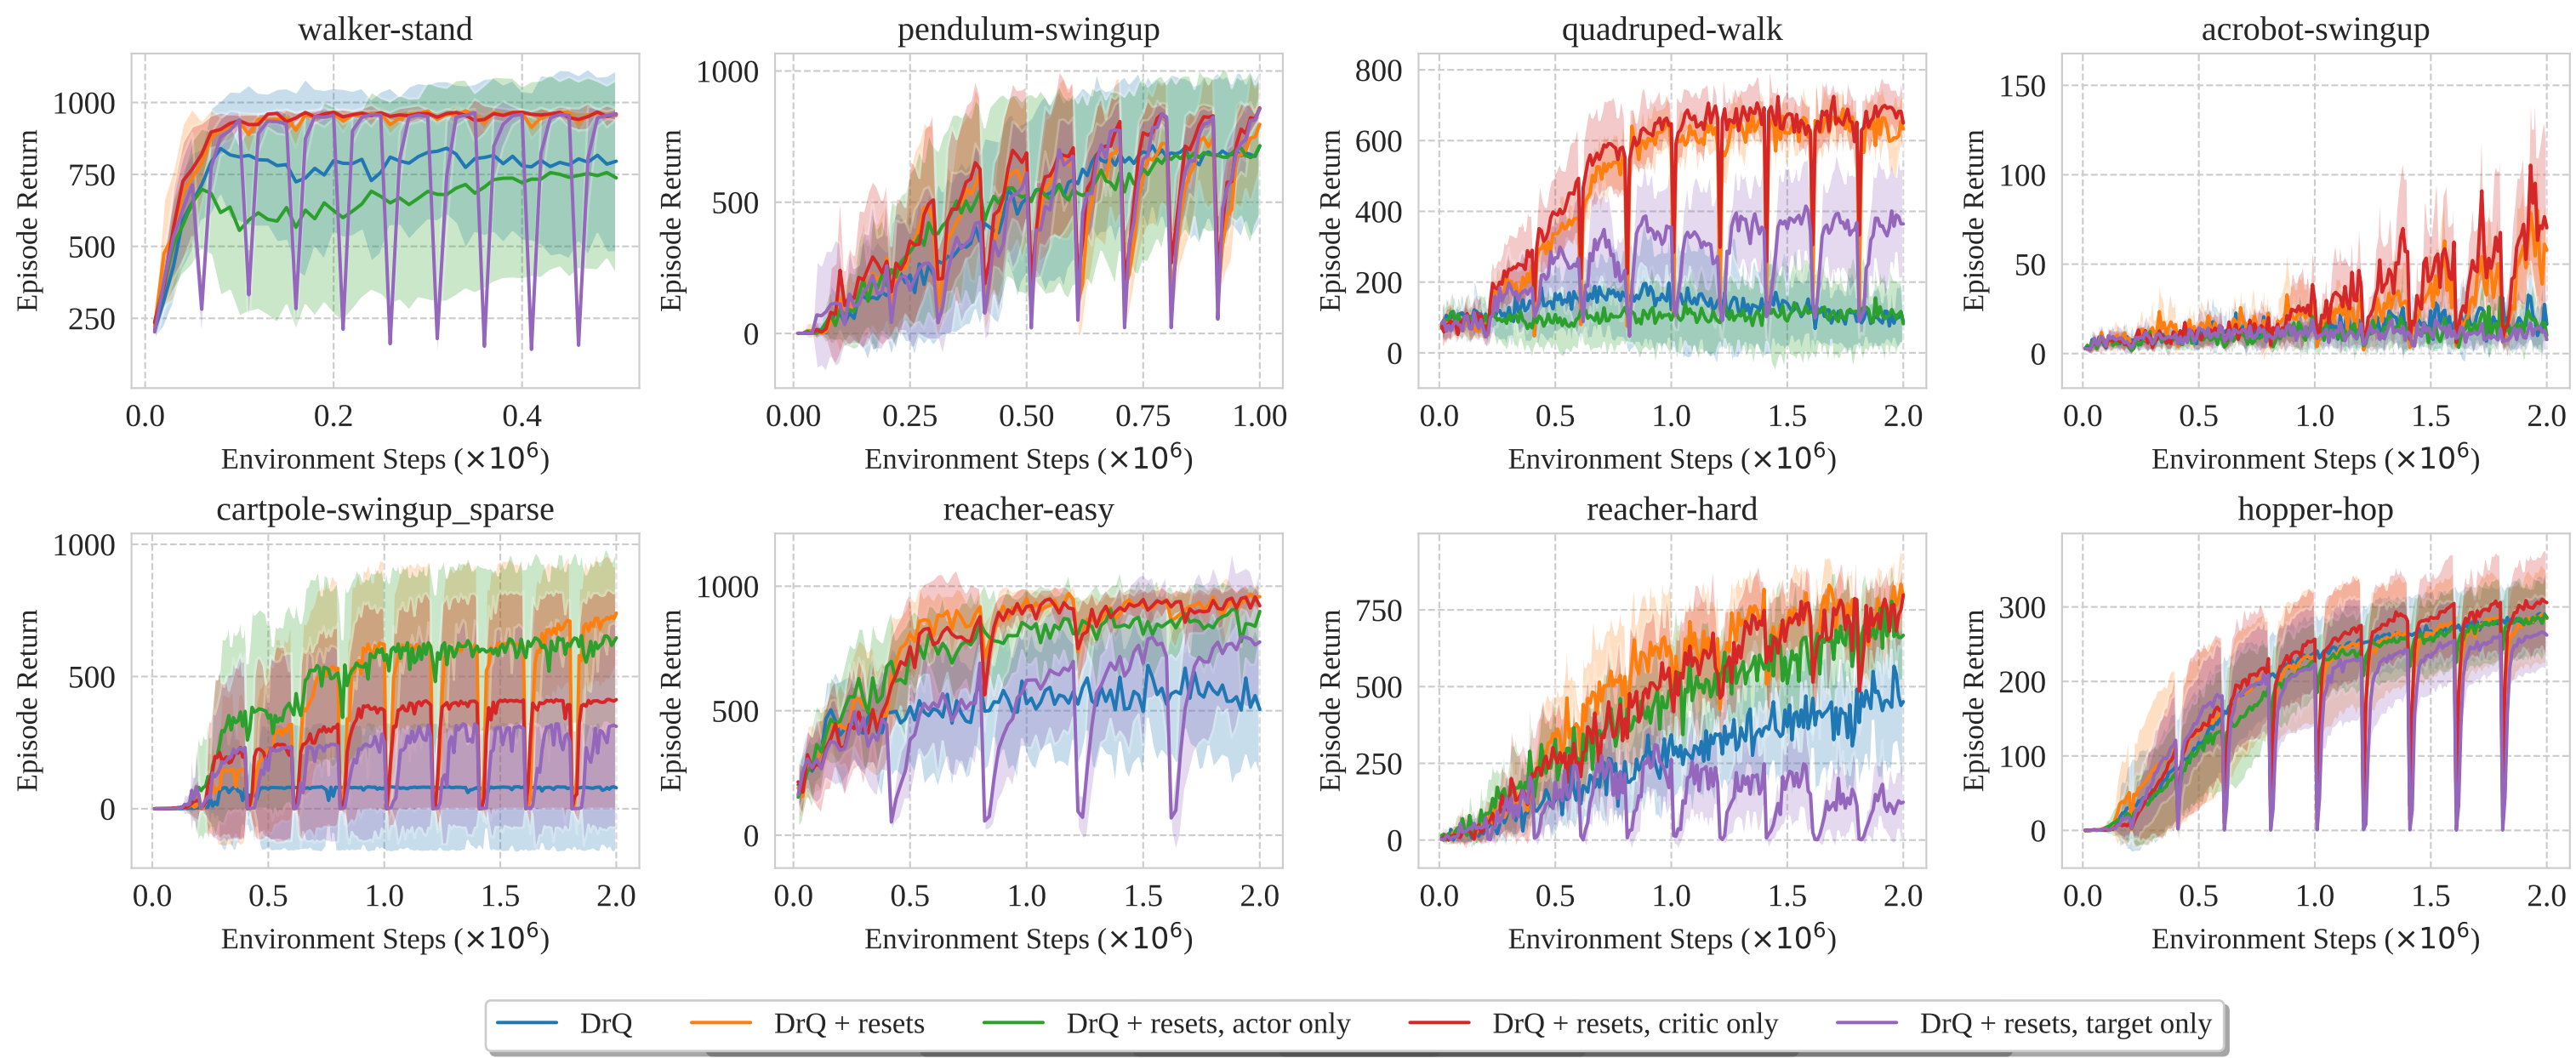 walker-stand
Episode Return
1000
750
500
250
0.0 0.2 0.4
Environment Steps (×10⁶)
pendulum-swingup
Episode Return
1000
500
0
0.00 0.25 0.50 0.75 1.00
Environment Steps (×10⁶)
quadruped-walk
Episode Return
800
600
400
200
0
0.0 0.5 1.0 1.5 2.0
Environment Steps (×10⁶)
acrobot-swingup
Episode Return
150
100
50
0
0.0 0.5 1.0 1.5 2.0
Environment Steps (×10⁶)
cartpole-swingup_sparse
Episode Return
1000
500
0
0.0 0.5 1.0 1.5 2.0
Environment Steps (×10⁶)
reacher-easy
Episode Return
1000
500
0
0.0 0.5 1.0 1.5 2.0
Environment Steps (×10⁶)
reacher-hard
Episode Return
750
500
250
0
0.0 0.5 1.0 1.5 2.0
Environment Steps (×10⁶)
hopper-hop
Episode Return
300
200
100
0
0.0 0.5 1.0 1.5 2.0
Environment Steps (×10⁶)
DrQ DrQ + resets DrQ + resets, actor only DrQ + resets, critic only DrQ + resets, target only